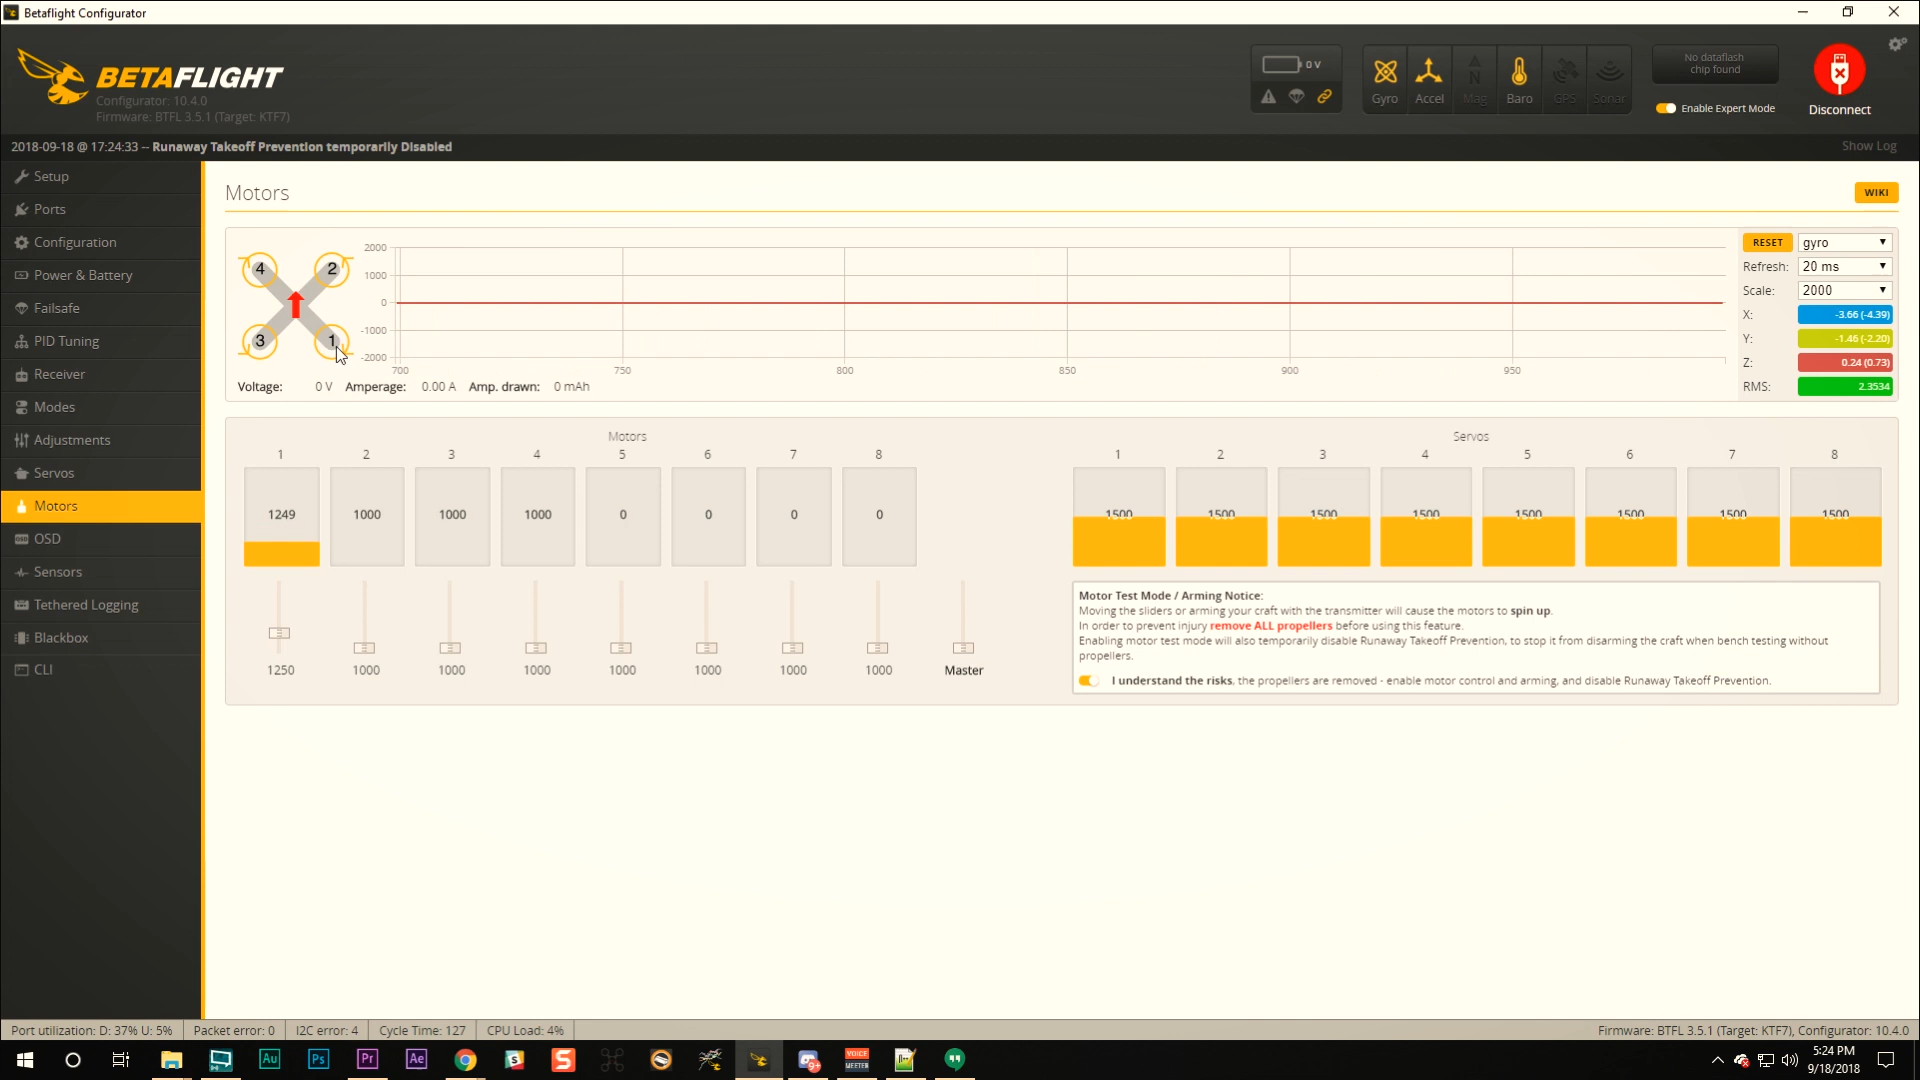 Betaflight Configurator
BETAFLIGHT
Configurator: 10.4.0
Firmware: BTFL 3.5.1 (Target: KTF7)
0 V
Gyro
Accel
Mag
Baro
GPS
Sonar
No dataflash
chip found
Enable Expert Mode
Disconnect
2018-09-18 @ 17:24:33 -- Runaway Takeoff Prevention temporarily Disabled
Show Log
Setup
Ports
Configuration
Power & Battery
Failsafe
PID Tuning
Receiver
Modes
Adjustments
Servos
Motors
OSD
Sensors
Tethered Logging
Blackbox
CLI
Motors
WIKI
4
2
3
1
2000
1000
0
-1000
-2000
700
750
800
850
900
950
RESET
gyro
Refresh:
20 ms
Scale:
2000
X:
-3.66 (-4.39)
Y:
-1.46 (-2.20)
Z:
0.24 (0.73)
RMS:
2.3534
Voltage: 0 V Amperage: 0.00 A Amp. drawn: 0 mAh
Motors
1 2 3 4 5 6 7 8
1249 1000 1000 1000 0 0 0 0
1250 1000 1000 1000 1000 1000 1000 1000 Master
Servos
1 2 3 4 5 6 7 8
1500 1500 1500 1500 1500 1500 1500 1500
Motor Test Mode / Arming Notice:
Moving the sliders or arming your craft with the transmitter will cause the motors to spin up.
In order to prevent injury remove ALL propellers before using this feature.
Enabling motor test mode will also temporarily disable Runaway Takeoff Prevention, to stop it from disarming the craft when bench testing without
propellers.
I understand the risks, the propellers are removed - enable motor control and arming, and disable Runaway Takeoff Prevention.
Port utilization: D: 37% U: 5%
Packet error: 0
I2C error: 4
Cycle Time: 127
CPU Load: 4%
Firmware: BTFL 3.5.1 (Target: KTF7), Configurator: 10.4.0
Au
Ps
Pr
Ae
S
9+
VOICE
MEETER
5:24 PM
9/18/2018